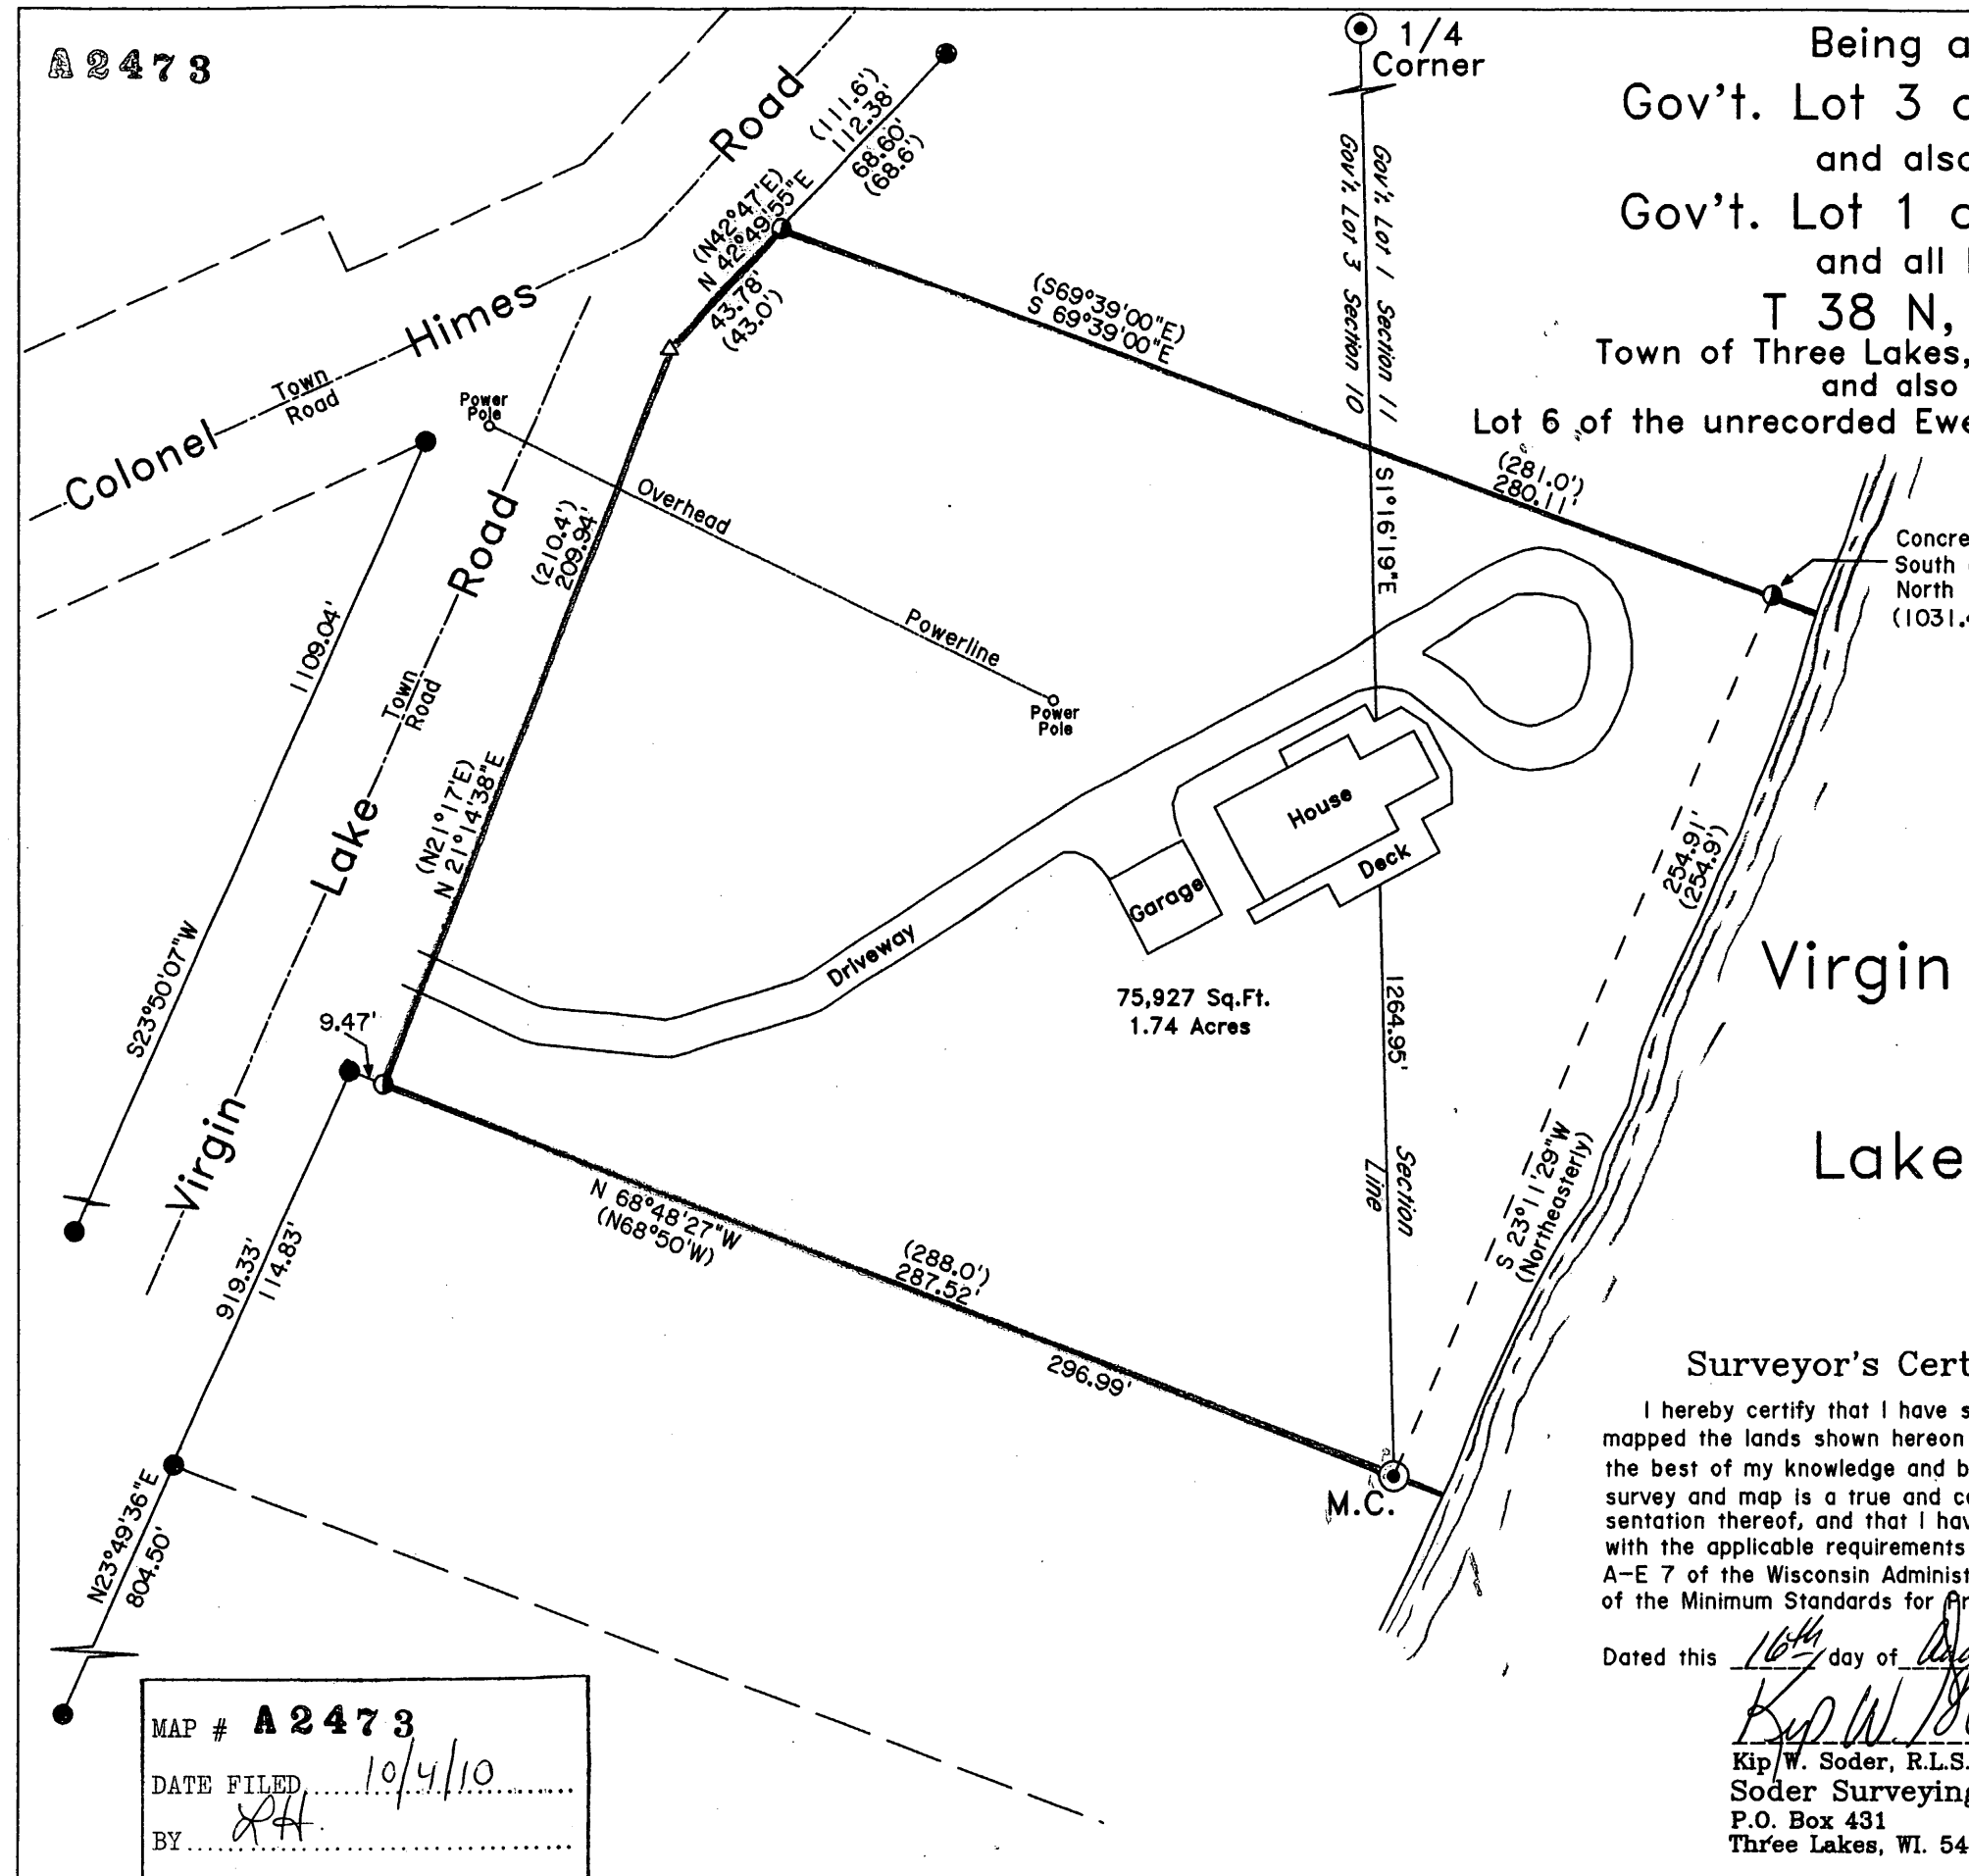 A2473
1/4
Corner
Being a
Gov't. Lot 3
and also
Gov't. Lot 1
and all
T 38 N,
Town of Three Lakes,
and also
Lot 6 of the unrecorded
Road
(111.6')
112.38'
68.60'
(68.6')
(N42°47'E)
N 42°49'55"E
43.78'
(43.0')
Gov't. Lot 1 Section 11
Gov't. Lot 3 Section 10
(S69°39'00"E)
S 69°39'00"E
(281.0')
280.11'
S1°16'19"E
Colonel
Himes
Town
Road
Power
Pole
Overhead
Powerline
Power
Pole
(210.4')
209.94'
Road
Town
Road
Lake
Virgin
1109.04'
S23°50'07"W
(N21°17'E)
N 21°14'38"E
South
North
House
Deck
Garage
Driveway
75,927 Sq.Ft.
1.74 Acres
254.91'
(254.9')
Virgin
Lake
9.47'
1264.95'
Section
Line
S 23°11'29"W
(Northeasterly)
N 68°48'27"W
(N68°50'W)
(288.0')
287.52'
296.99'
919.33'
114.83'
M.C.
N23°49'36"E
804.50'
Surveyor's
I hereby certify that I have
mapped the lands shown hereon
the best of my knowledge and
survey and map is a true and
sentation thereof, and that I
with the applicable requirements
A-E 7 of the Wisconsin
of the Minimum Standards for
Dated this 16th day of
Kip W.
Kip W. Soder, R.L.S.
Soder Surveying
P.O. Box 431
Three Lakes, WI. 54
MAP # A2473
DATE FILED 10/4/10
BY LH